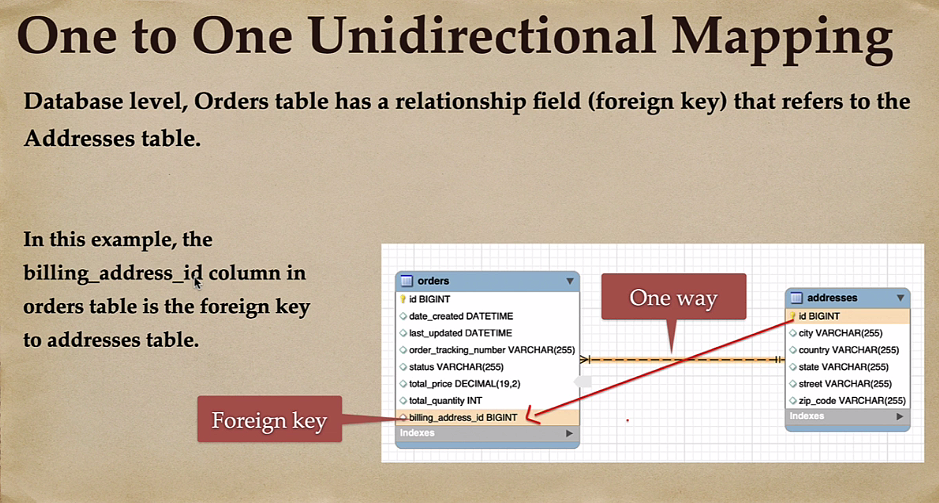 One to One Unidirectional Mapping
Database level, Orders table has a relationship field (foreign key) that refers to the
Addresses table.
In this example, the
billing_address_id column in
orders table is the foreign key
to addresses table.
Foreign key
orders
id BIGINT
date_created DATETIME
last_updated DATETIME
order_tracking_number VARCHAR(255)
status VARCHAR(255)
total_price DECIMAL(19,2)
total_quantity INT
billing_address_id BIGINT
Indexes
One way
addresses
id BIGINT
city VARCHAR(255)
country VARCHAR(255)
state VARCHAR(255)
street VARCHAR(255)
zip_code VARCHAR(255)
Indexes